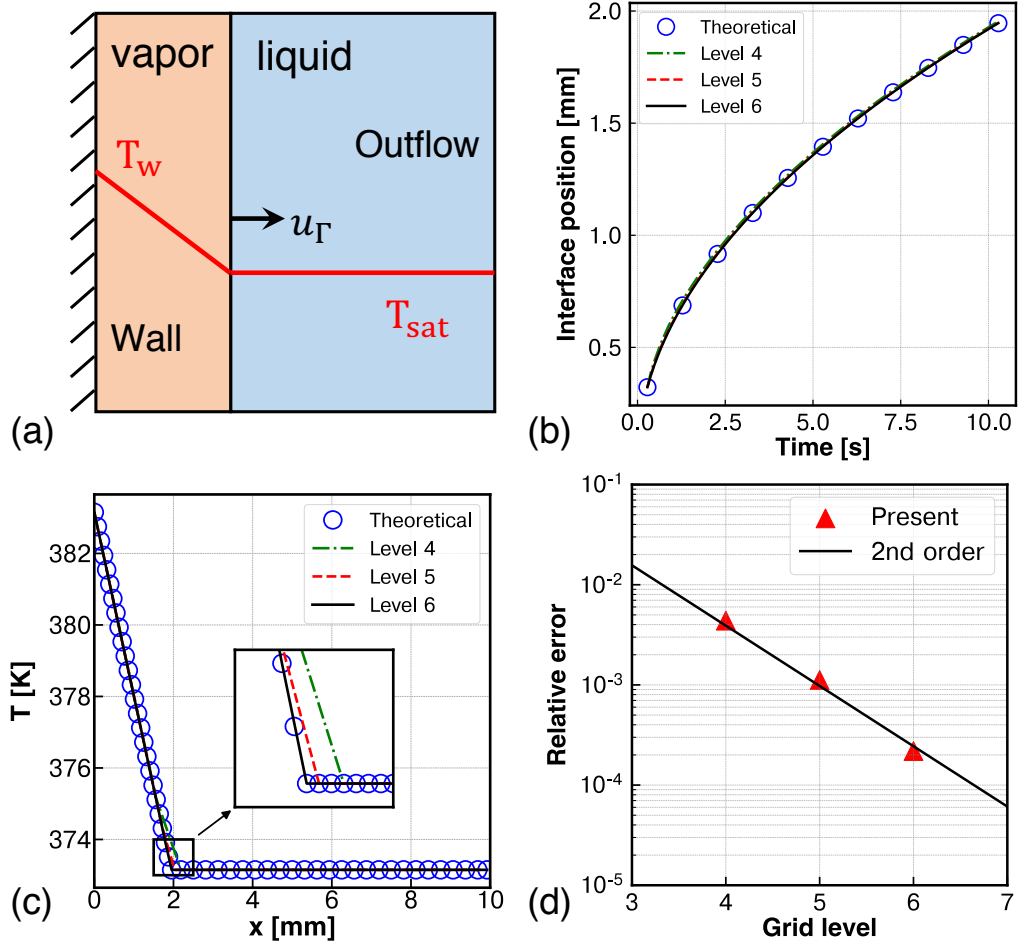 vapor
liquid
T_w
Outflow
u_Γ
Wall
T_sat
(a)
2.0
1.5
1.0
0.5
Interface position [mm]
Theoretical
Level 4
Level 5
Level 6
0.0
2.5
5.0
7.5
10.0
Time [s]
(b)
382
380
378
376
374
T [K]
Theoretical
Level 4
Level 5
Level 6
0
2
4
6
8
10
x [mm]
(c)
10⁻¹
10⁻²
10⁻³
10⁻⁴
10⁻⁵
Relative error
Present
2nd order
3
4
5
6
7
Grid level
(d)